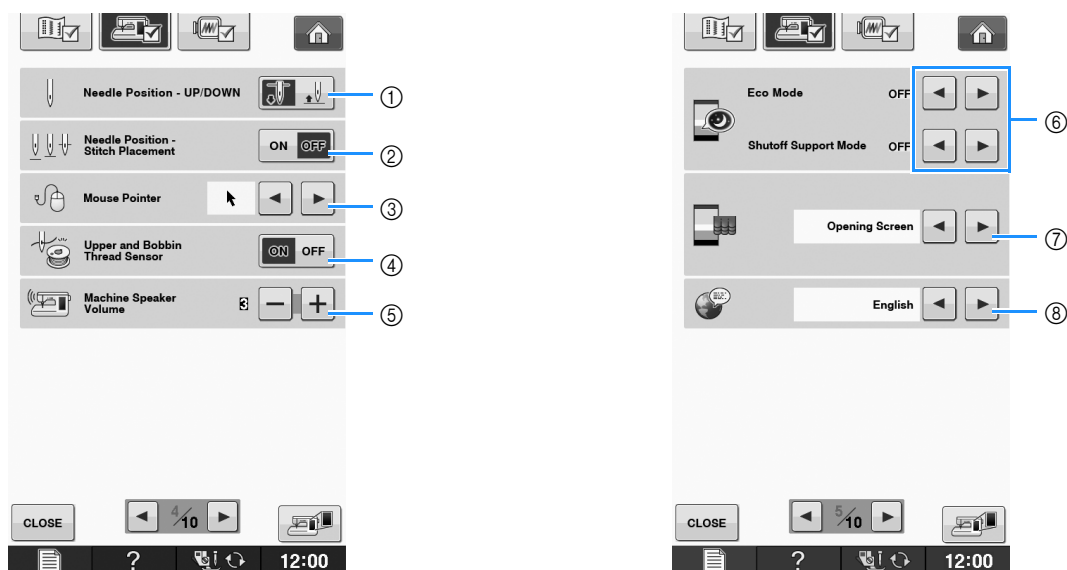 Needle Position - UP/DOWN
①
Needle Position -
Stitch Placement
ON OFF
②
Mouse Pointer
③
Upper and Bobbin
Thread Sensor
ON OFF
④
Machine Speaker
Volume
3
⑤
CLOSE
4/10
?
12:00
Eco Mode OFF
Shutoff Support Mode OFF
⑥
Opening Screen
⑦
English
⑧
CLOSE
5/10
?
12:00